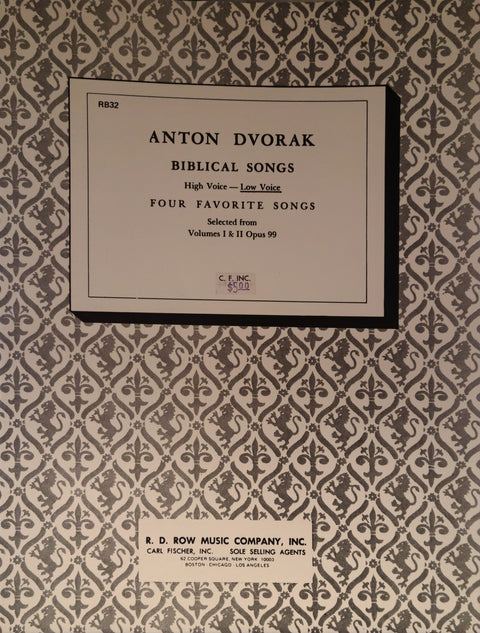 RB32
ANTON DVORAK
BIBLICAL SONGS
High Voice — Low Voice
FOUR FAVORITE SONGS
Selected from
Volumes I & II Opus 99
C. F. INC.
$5.00
R. D. ROW MUSIC COMPANY, INC.
CARL FISCHER, INC. SOLE SELLING AGENTS
62 COOPER SQUARE, NEW YORK 10003
BOSTON · CHICAGO · LOS ANGELES